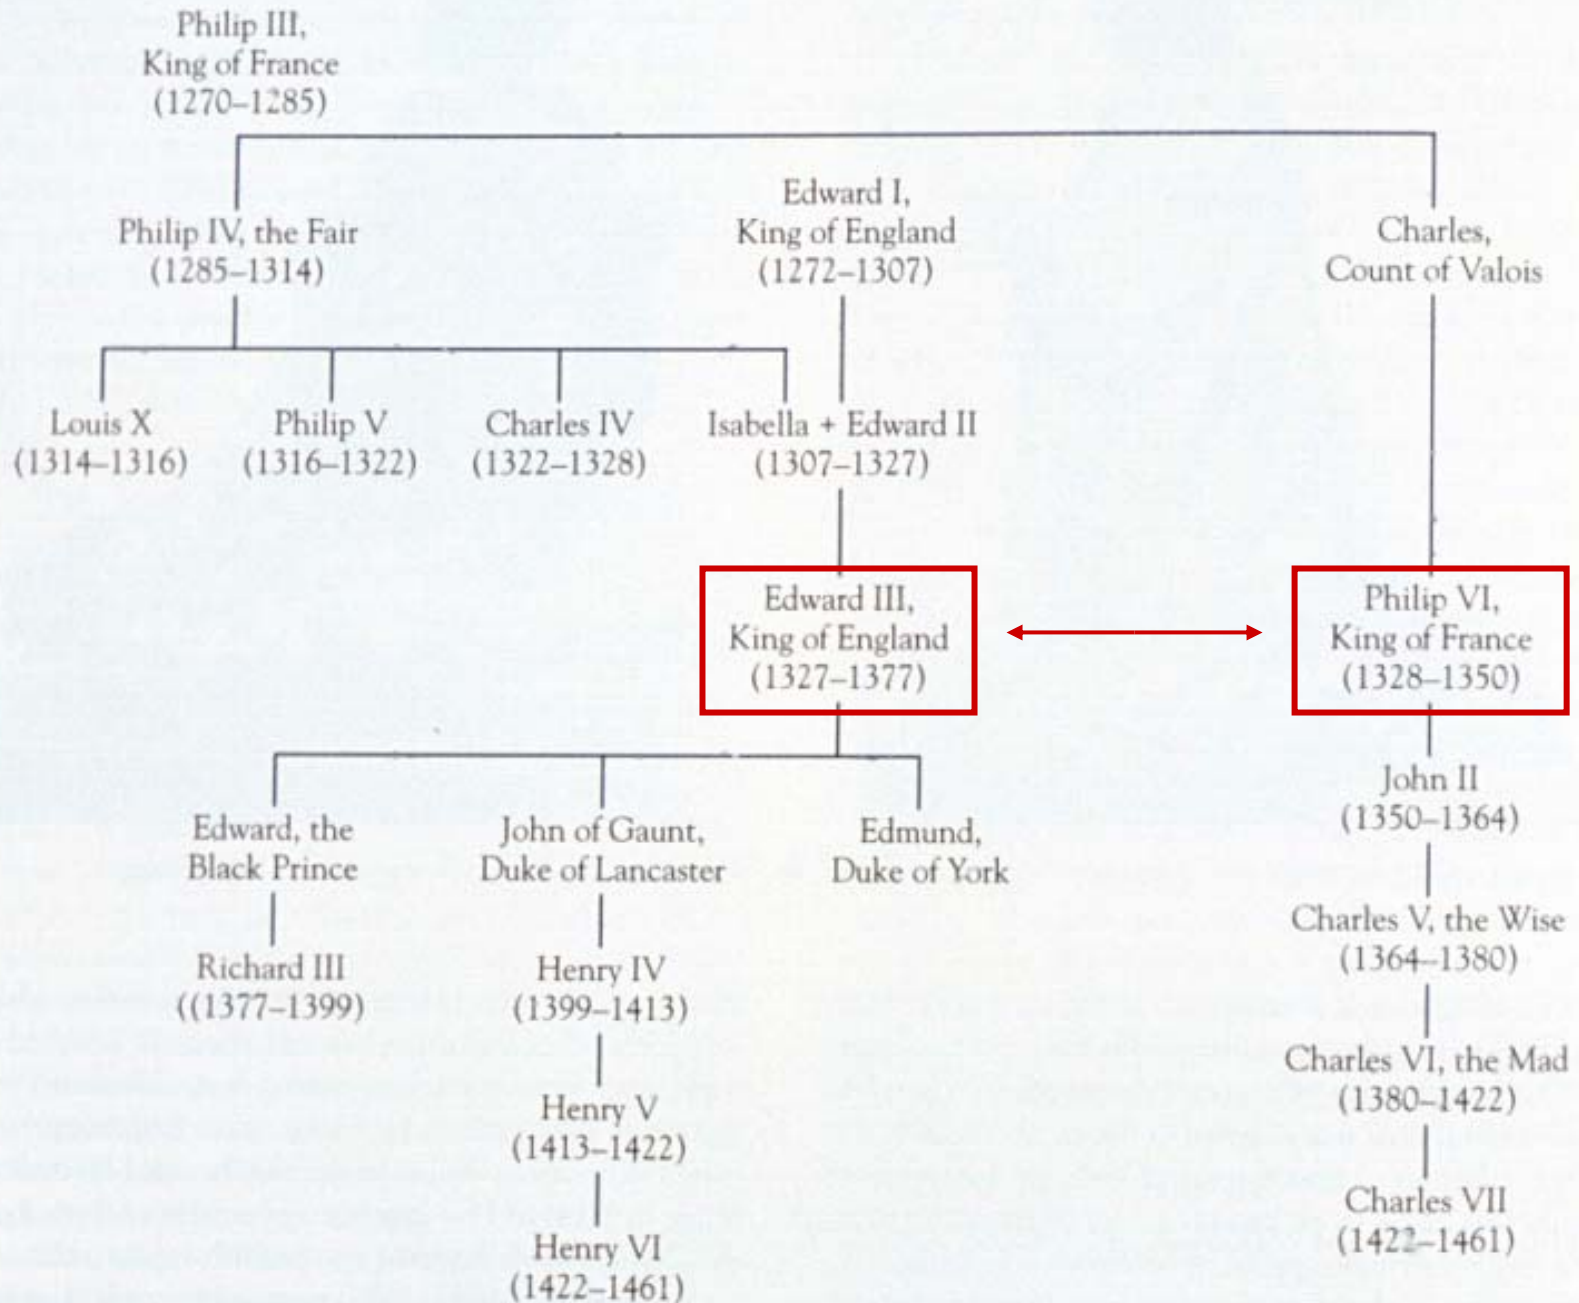 Philip III,
King of France
(1270–1285)
Philip IV, the Fair
(1285–1314)
Edward I,
King of England
(1272–1307)
Charles,
Count of Valois
Louis X
(1314–1316)
Philip V
(1316–1322)
Charles IV
(1322–1328)
Isabella + Edward II
(1307–1327)
Edward III,
King of England
(1327–1377)
Philip VI,
King of France
(1328–1350)
John II
(1350–1364)
Edward, the
Black Prince
John of Gaunt,
Duke of Lancaster
Edmund,
Duke of York
Charles V, the Wise
(1364–1380)
Richard III
((1377–1399)
Henry IV
(1399–1413)
Charles VI, the Mad
(1380–1422)
Henry V
(1413–1422)
Charles VII
(1422–1461)
Henry VI
(1422–1461)